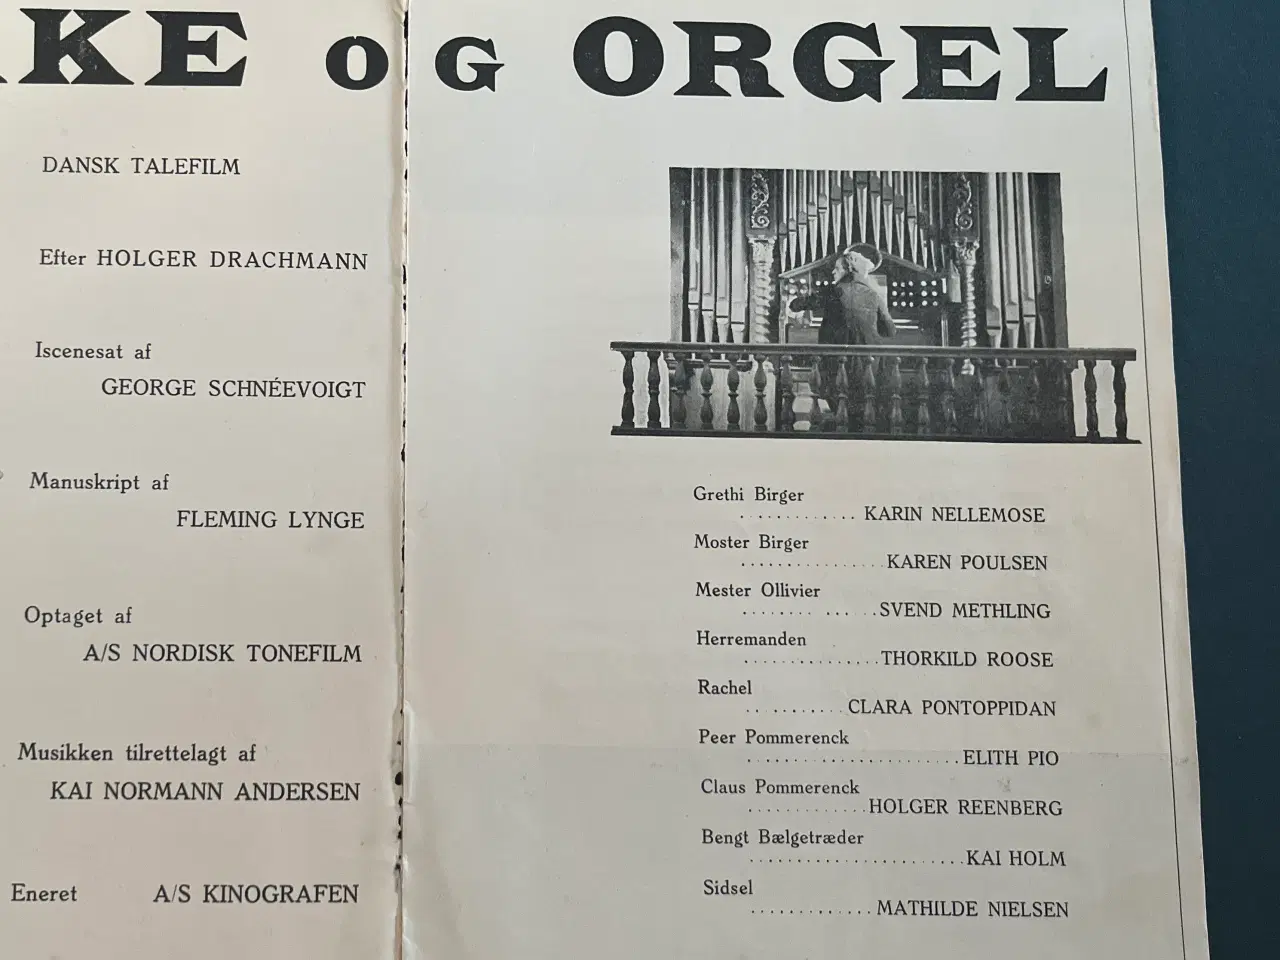 KE OG ORGEL
DANSK TALEFILM
Efter HOLGER DRACHMANN
Iscenesat af
GEORGE SCHNÉEVOIGT
Manuskript af
FLEMING LYNGE
Optaget af
A/S NORDISK TONEFILM
Musikken tilrettelagt af
KAI NORMANN ANDERSEN
Eneret A/S KINOGRAFEN
Grethi Birger
............ KARIN NELLEMOSE
Moster Birger
............... KAREN POULSEN
Mester Ollivier
........ ... ...SVEND METHLING
Herremanden
...............THORKILD ROOSE
Rachel
.. ........ CLARA PONTOPPIDAN
Peer Pommerenck
......................ELITH PIO
Claus Pommerenck
............HOLGER REENBERG
Bengt Bælgetræder
......................KAI HOLM
Sidsel
.............MATHILDE NIELSEN